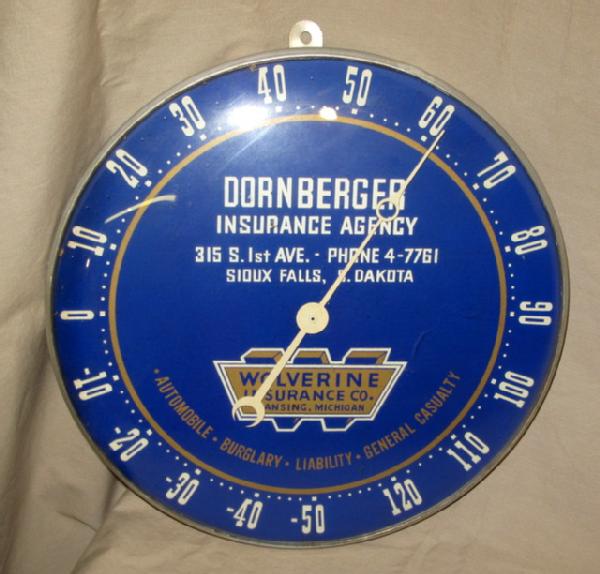 40 50 60
30 70
20 80
10 90
0 100
-10 110
-20 120
-30
-40
-50
DORNBERGER
INSURANCE AGENCY
315 S. 1st AVE. - PHONE 4-7761
SIOUX FALLS, S. DAKOTA
WOLVERINE
INSURANCE CO.
LANSING, MICHIGAN
• AUTOMOBILE • BURGLARY • LIABILITY • GENERAL CASUALTY